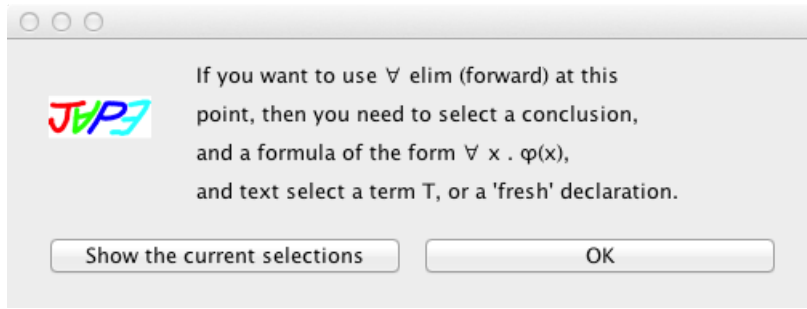 If you want to use ∀ elim (forward) at this
JAPE
point, then you need to select a conclusion,
and a formula of the form ∀ x . φ(x),
and text select a term T, or a 'fresh' declaration.
Show the current selections
OK